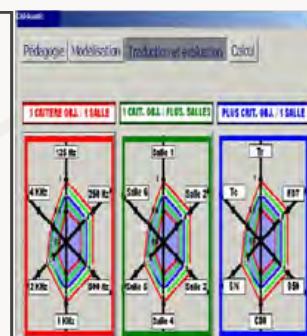 Pédagogie Modélisation Traduction et évaluation Calcul
1 CRITERE OBJ. / 1 SALLE
1 CRIT. OBJ. / PLUS. SALLES
PLUS CRIT. OBJ. / 1 SALLE
125 Hz
4 KHz
250 Hz
2 KHz
500 Hz
1 KHz
Salle 1
Salle 6
Salle 2
Salle 5
Salle 3
Salle 4
Tr
Tc
RST
S/N
D50
C80